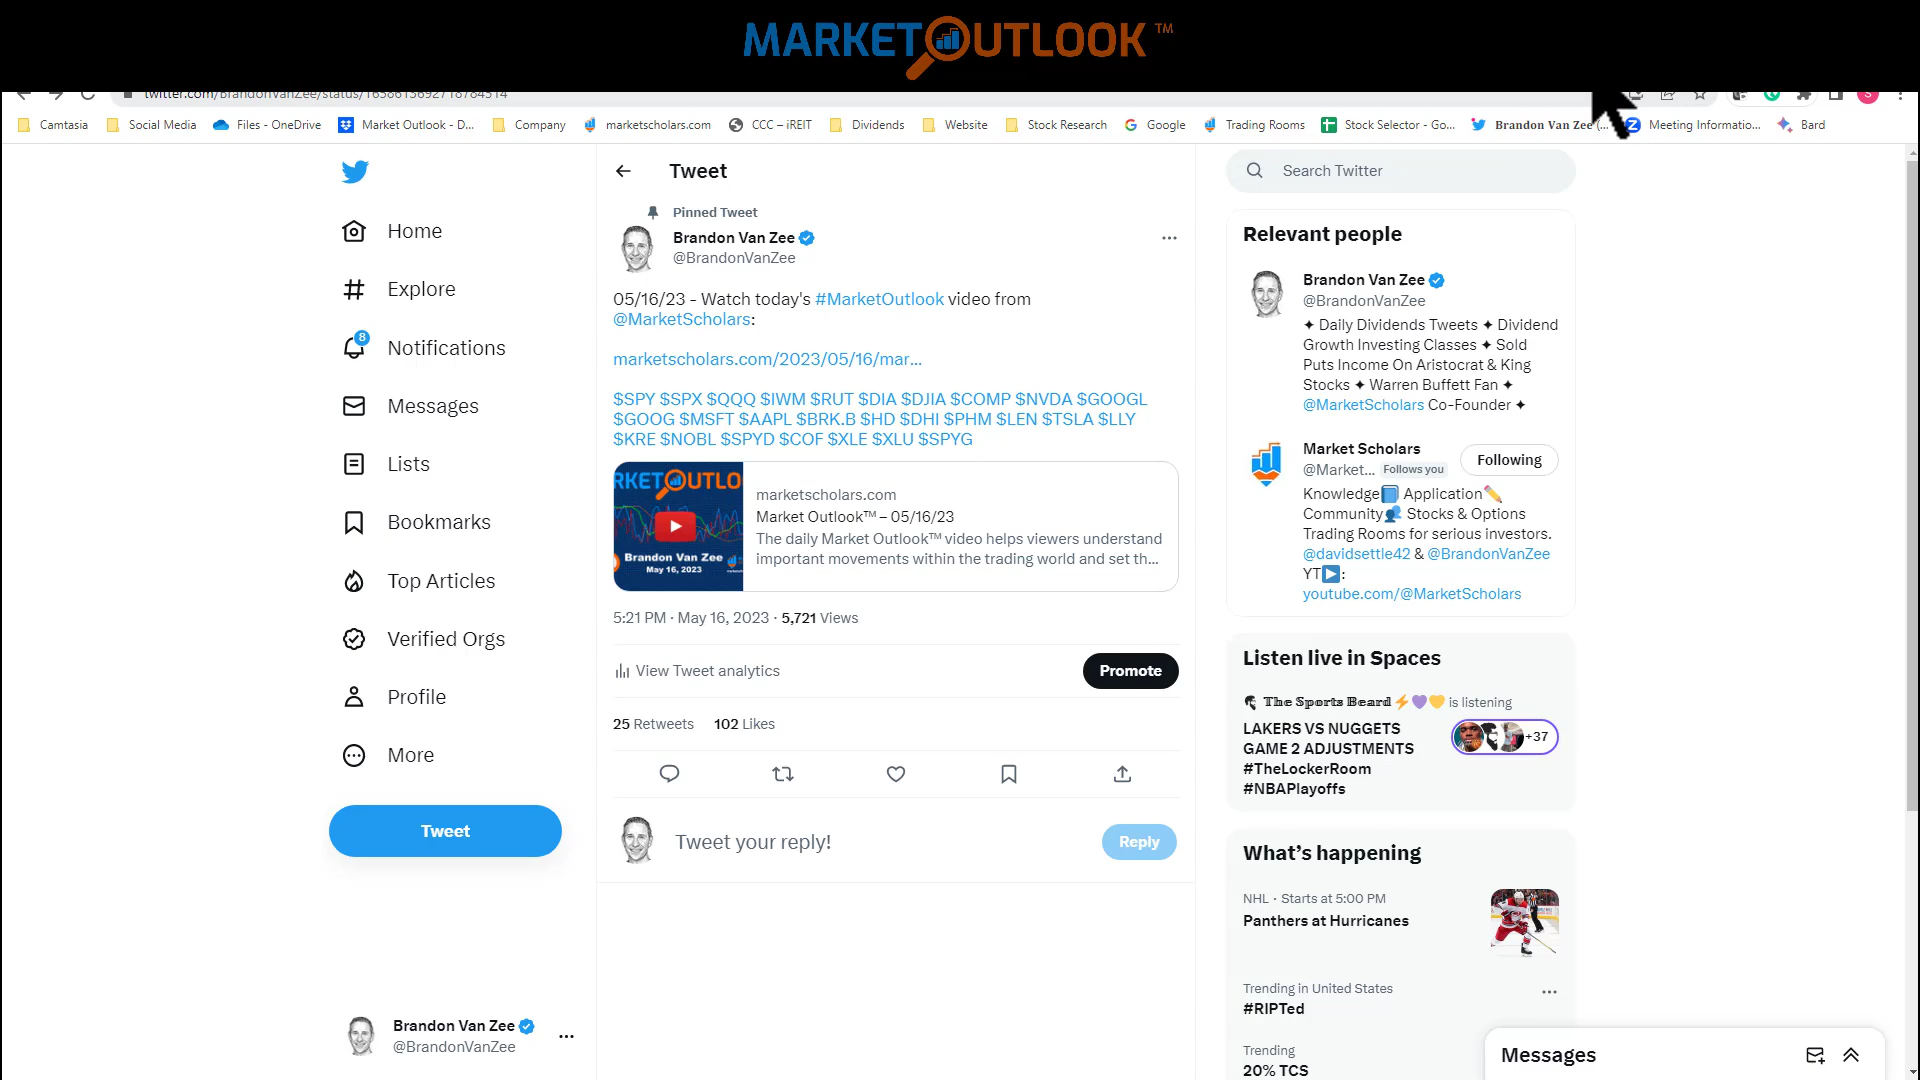 MARKETOUTLOOK™
twitter.com/BrandonVanZee/status/1658613692718784514
Camtasia Social Media Files - OneDrive Market Outlook - D... Company marketscholars.com CCC – iREIT Dividends Website Stock Research Google Trading Rooms Stock Selector - Go... Brandon Van Zee (... Meeting Informatio... Bard
Home
Explore
8
Notifications
Messages
Lists
Bookmarks
Top Articles
Verified Orgs
Profile
More
Tweet
Brandon Van Zee
@BrandonVanZee
Tweet
Pinned Tweet
Brandon Van Zee
@BrandonVanZee
05/16/23 - Watch today's #MarketOutlook video from
@MarketScholars:
marketscholars.com/2023/05/16/mar...
$SPY $SPX $QQQ $IWM $RUT $DIA $DJIA $COMP $NVDA $GOOGL
$GOOG $MSFT $AAPL $BRK.B $HD $DHI $PHM $LEN $TSLA $LLY
$KRE $NOBL $SPYD $COF $XLE $XLU $SPYG
RKETOUTLO
Brandon Van Zee
May 16, 2023
marketscholars.com
Market Outlook™ – 05/16/23
The daily Market Outlook™ video helps viewers understand
important movements within the trading world and set th...
5:21 PM · May 16, 2023 · 5,721 Views
View Tweet analytics
Promote
25 Retweets 102 Likes
Tweet your reply!
Reply
Search Twitter
Relevant people
Brandon Van Zee
@BrandonVanZee
✦ Daily Dividends Tweets ✦ Dividend
Growth Investing Classes ✦ Sold
Puts Income On Aristocrat & King
Stocks ✦ Warren Buffett Fan ✦
@MarketScholars Co-Founder ✦
Market Scholars
@Market... Follows you
Following
Knowledge📘 Application✏️
Community👥 Stocks & Options
Trading Rooms for serious investors.
@davidsettle42 & @BrandonVanZee
YT▶️:
youtube.com/@MarketScholars
Listen live in Spaces
The Sports Beard ⚡💜💛 is listening
LAKERS VS NUGGETS
GAME 2 ADJUSTMENTS
#TheLockerRoom
#NBAPlayoffs
+37
What's happening
NHL · Starts at 5:00 PM
Panthers at Hurricanes
Trending in United States
#RIPTed
Trending
20% TCS
Messages